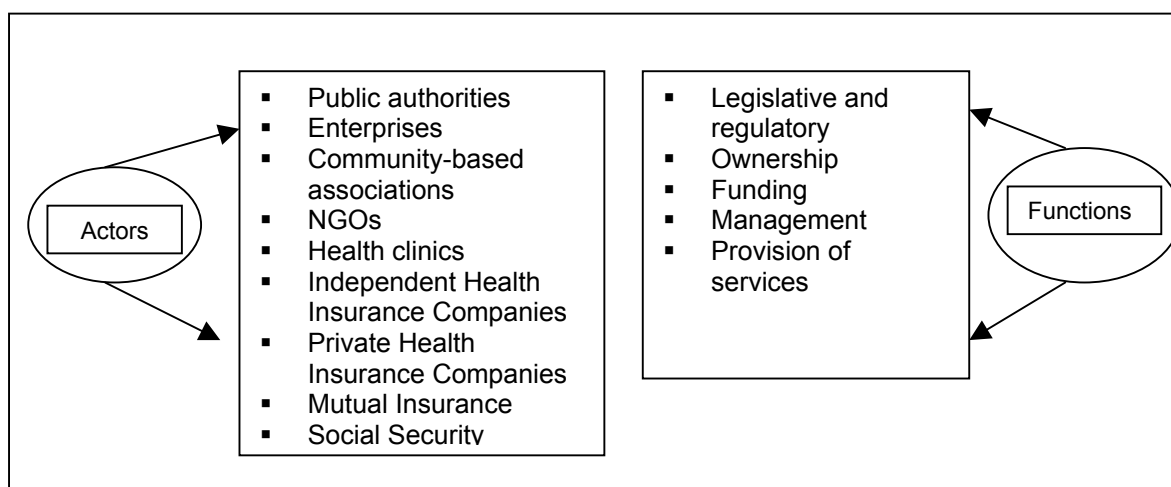 Actors
▪ Public authorities
▪ Enterprises
▪ Community-based
associations
▪ NGOs
▪ Health clinics
▪ Independent Health
Insurance Companies
▪ Private Health
Insurance Companies
▪ Mutual Insurance
▪ Social Security
▪ Legislative and
regulatory
▪ Ownership
▪ Funding
▪ Management
▪ Provision of
services
Functions